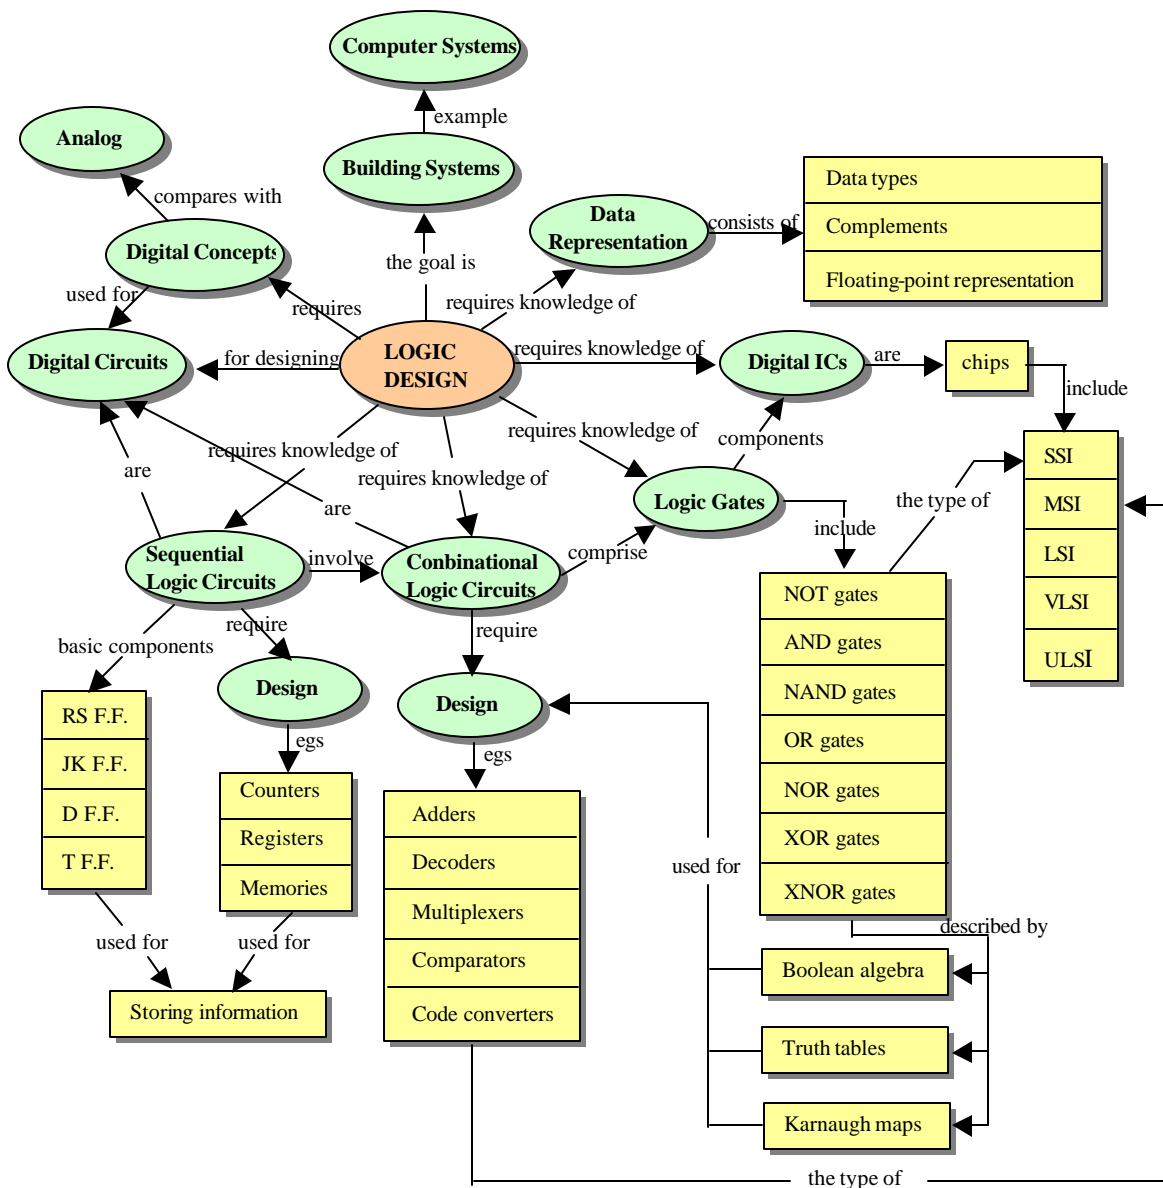 Computer Systems
example
Analog
Building Systems
compares with
Data types
Data
Representation
consists of
Complements
Digital Concepts
the goal is
Floating-point representation
used for
requires
requires knowledge of
Digital Circuits
for designing
LOGIC
DESIGN
requires knowledge of
Digital ICs
are
chips
include
requires knowledge of
components
requires knowledge of
are
requires knowledge of
SSI
MSI
LSI
VLSI
ULSI
the type of
Logic Gates
are
include
Sequential
Logic Circuits
involve
Conbinational
Logic Circuits
comprise
NOT gates
AND gates
NAND gates
OR gates
NOR gates
XOR gates
XNOR gates
basic components
require
require
Design
Design
RS F.F.
JK F.F.
D F.F.
T F.F.
egs
egs
Counters
Registers
Memories
Adders
Decoders
Multiplexers
Comparators
Code converters
used for
used for
used for
described by
Storing information
Boolean algebra
Truth tables
Karnaugh maps
the type of